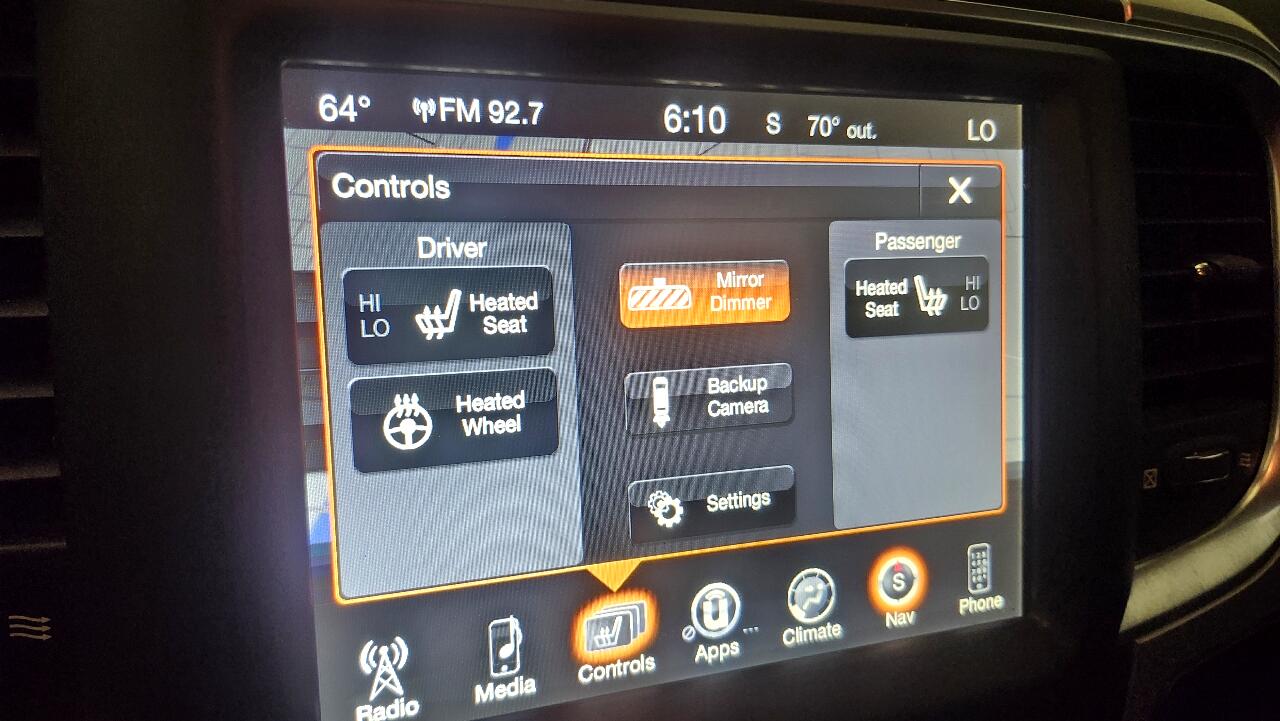 64° FM 92.7 6:10 S 70° out. LO
Controls X
Driver
HI
LO
Heated
Seat
Heated
Wheel
Mirror
Dimmer
Backup
Camera
Settings
Passenger
Heated
Seat
HI
LO
Radio
Media
Controls
Apps
Climate
S
Nav
Phone